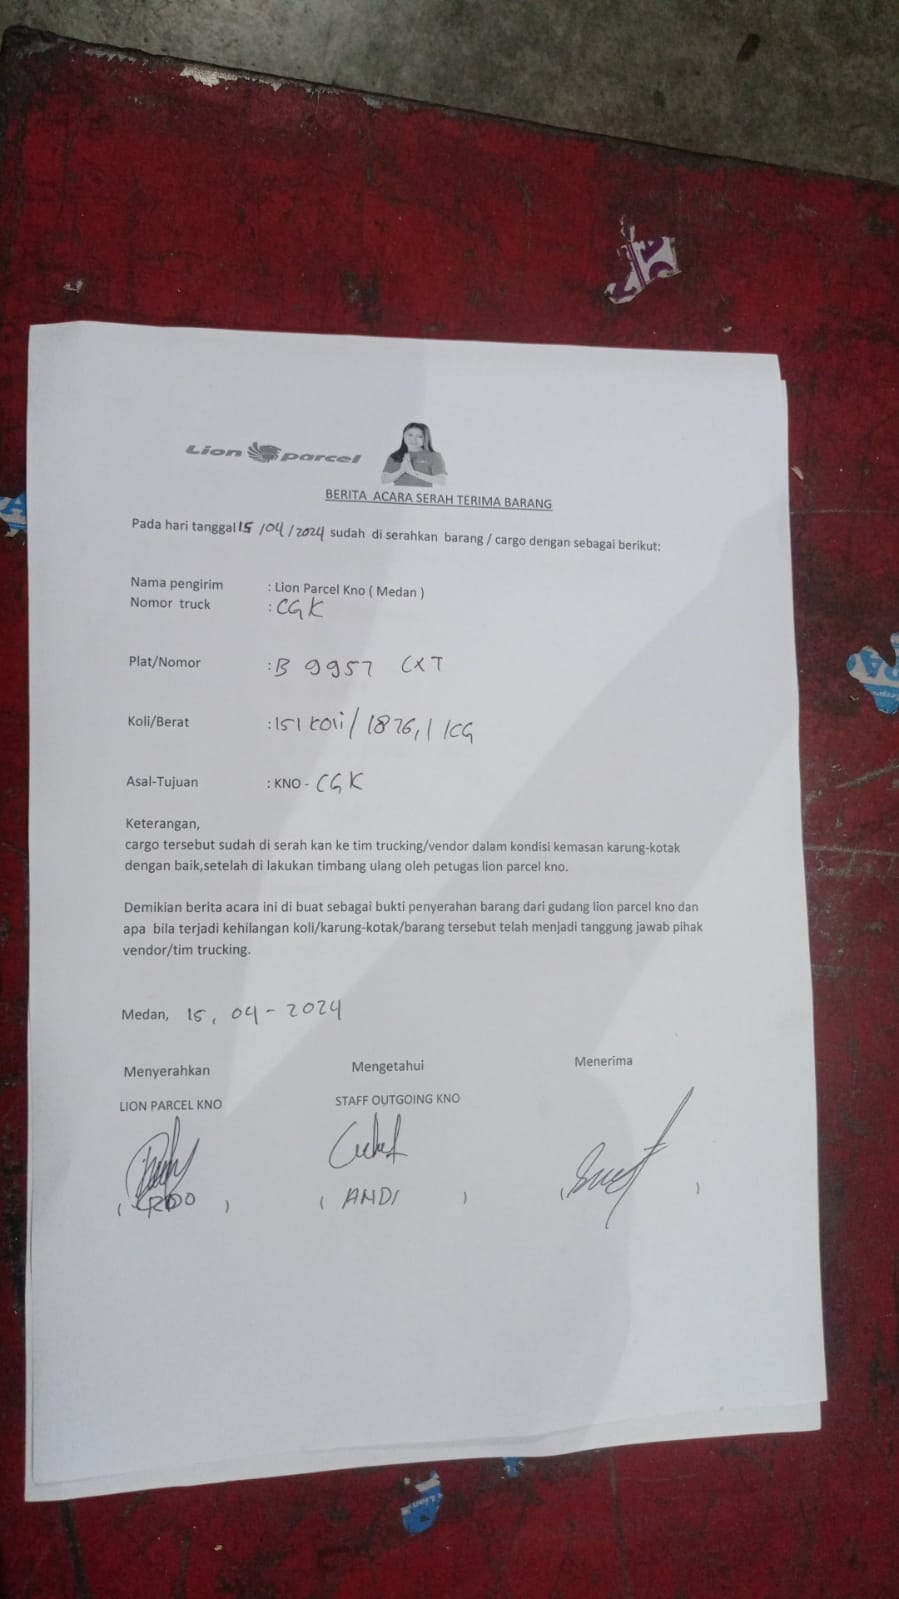 Lion parcel
BERITA ACARA SERAH TERIMA BARANG
Pada hari tanggal 15 /04 / 2024 sudah di serahkan barang / cargo dengan sebagai berikut:
Nama pengirim : Lion Parcel Kno ( Medan )
Nomor truck : CGK
Plat/Nomor : B 9957 CXT
Koli/Berat : 151 koli / 1876,1 KG
Asal-Tujuan : KNO - CGK
Keterangan,
cargo tersebut sudah di serah kan ke tim trucking/vendor dalam kondisi kemasan karung-kotak
dengan baik,setelah di lakukan timbang ulang oleh petugas lion parcel kno.
Demikian berita acara ini di buat sebagai bukti penyerahan barang dari gudang lion parcel kno dan
apa bila terjadi kehilangan koli/karung-kotak/barang tersebut telah menjadi tanggung jawab pihak
vendor/tim trucking.
Medan, 15, 04 - 2024
Menyerahkan Mengetahui Menerima
LION PARCEL KNO STAFF OUTGOING KNO
( ) ( ANDI ) ( )